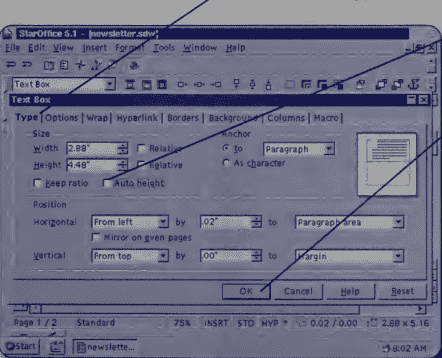 StarOffice 5.1 - [newsletter.sdw]
File Edit View Insert Format Tools Window Help
Text Box
Text Box
Type Options Wrap Hyperlink Borders Background Columns Macro
Size Anchor
Width 2.88" Relative to Paragraph
Height 4.48" Relative As character
Keep ratio Auto height
Position
Horizontal From left by .02" to Paragraph area
Mirror on even pages
Vertical From top by .00" to Margin
OK Cancel Help Reset
Page 1 / 2 Standard 75% INSRT STD HYP * 0.02 / 0.00 2.88 x 5.16
Start newslette... 8:02 AM